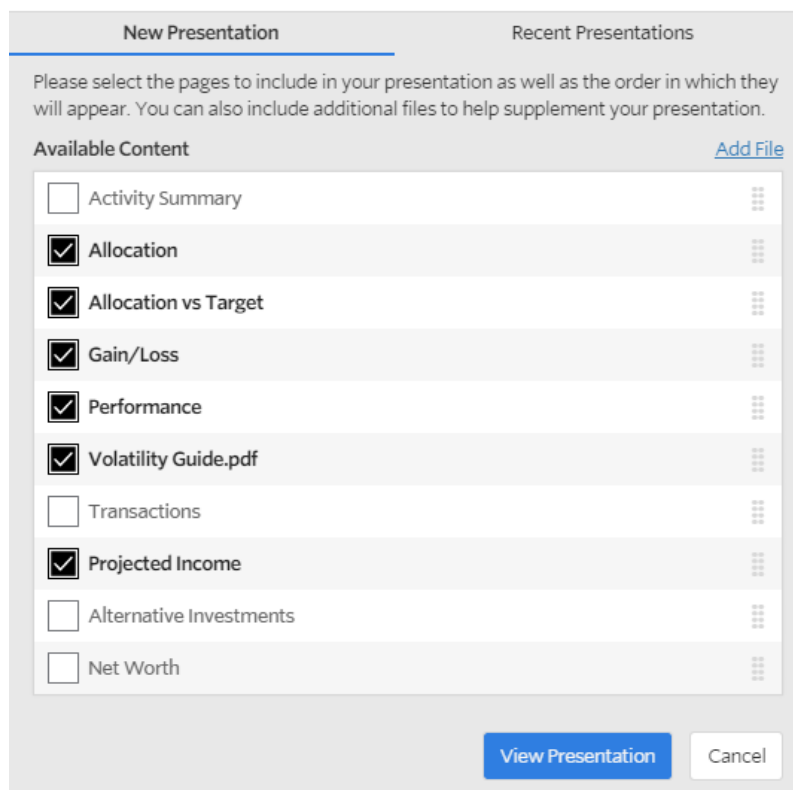 New Presentation
Recent Presentations
Please select the pages to include in your presentation as well as the order in which they
will appear. You can also include additional files to help supplement your presentation.
Available Content
Add File
Activity Summary
Allocation
Allocation vs Target
Gain/Loss
Performance
Volatility Guide.pdf
Transactions
Projected Income
Alternative Investments
Net Worth
View Presentation
Cancel